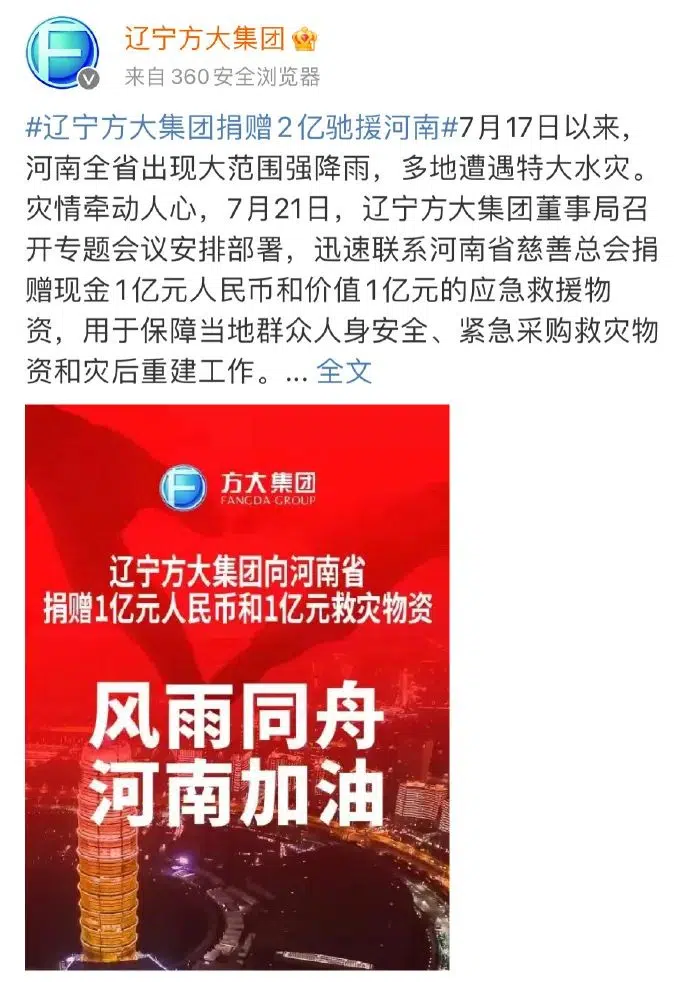 辽宁方大集团
来自 360安全浏览器
#辽宁方大集团捐赠2亿驰援河南#7月17日以来，
河南全省出现大范围强降雨，多地遭遇特大水灾。
灾情牵动人心，7月21日，辽宁方大集团董事局召
开专题会议安排部署，迅速联系河南省慈善总会捐
赠现金1亿元人民币和价值1亿元的应急救援物
资，用于保障当地群众人身安全、紧急采购救灾物
资和灾后重建工作。... 全文
方大集团
FANGDA GROUP
辽宁方大集团向河南省
捐赠1亿元人民币和1亿元救灾物资
风雨同舟
河南加油